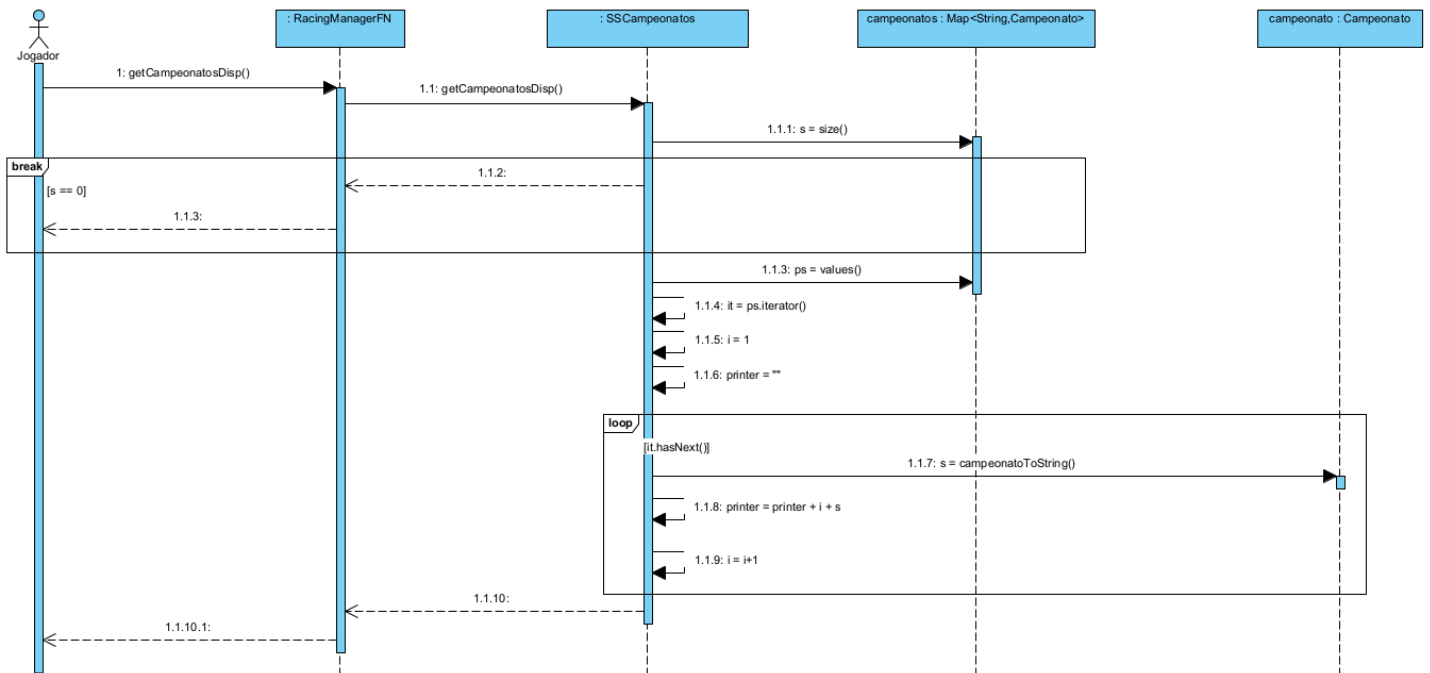 : RacingManagerFN
: SSCampeonatos
campeonatos : Map<String,Campeonato>
campeonato : Campeonato
Jogador
1: getCampeonatosDisp()
1.1: getCampeonatosDisp()
1.1.1: s = size()
break
[s == 0]
1.1.2:
1.1.3:
1.1.3: ps = values()
1.1.4: it = ps.iterator()
1.1.5: i = 1
1.1.6: printer = ""
loop
[it.hasNext()]
1.1.7: s = campeonatoToString()
1.1.8: printer = printer + i + s
1.1.9: i = i+1
1.1.10:
1.1.10.1: